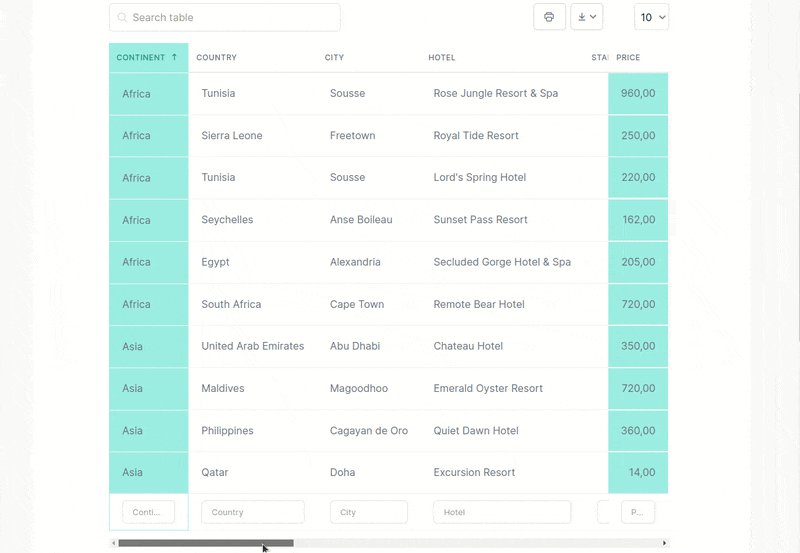 Search table
10
CONTINENT ↑ COUNTRY CITY HOTEL STA PRICE
Africa Tunisia Sousse Rose Jungle Resort & Spa 960,00
Africa Sierra Leone Freetown Royal Tide Resort 250,00
Africa Tunisia Sousse Lord's Spring Hotel 220,00
Africa Seychelles Anse Boileau Sunset Pass Resort 162,00
Africa Egypt Alexandria Secluded Gorge Hotel & Spa 205,00
Africa South Africa Cape Town Remote Bear Hotel 720,00
Asia United Arab Emirates Abu Dhabi Chateau Hotel 350,00
Asia Maldives Magoodhoo Emerald Oyster Resort 720,00
Asia Philippines Cagayan de Oro Quiet Dawn Hotel 360,00
Asia Qatar Doha Excursion Resort 14,00
Conti... Country City Hotel P...